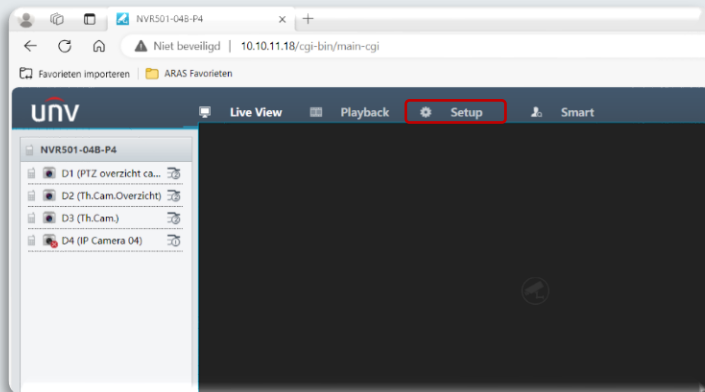 NVR501-04B-P4
Niet beveiligd | 10.10.11.18/cgi-bin/main-cgi
Favorieten importeren ARAS Favorieten
unv Live View Playback Setup Smart
NVR501-04B-P4
D1 (PTZ overzicht ca...
D2 (Th.Cam.Overzicht)
D3 (Th.Cam.)
D4 (IP Camera 04)